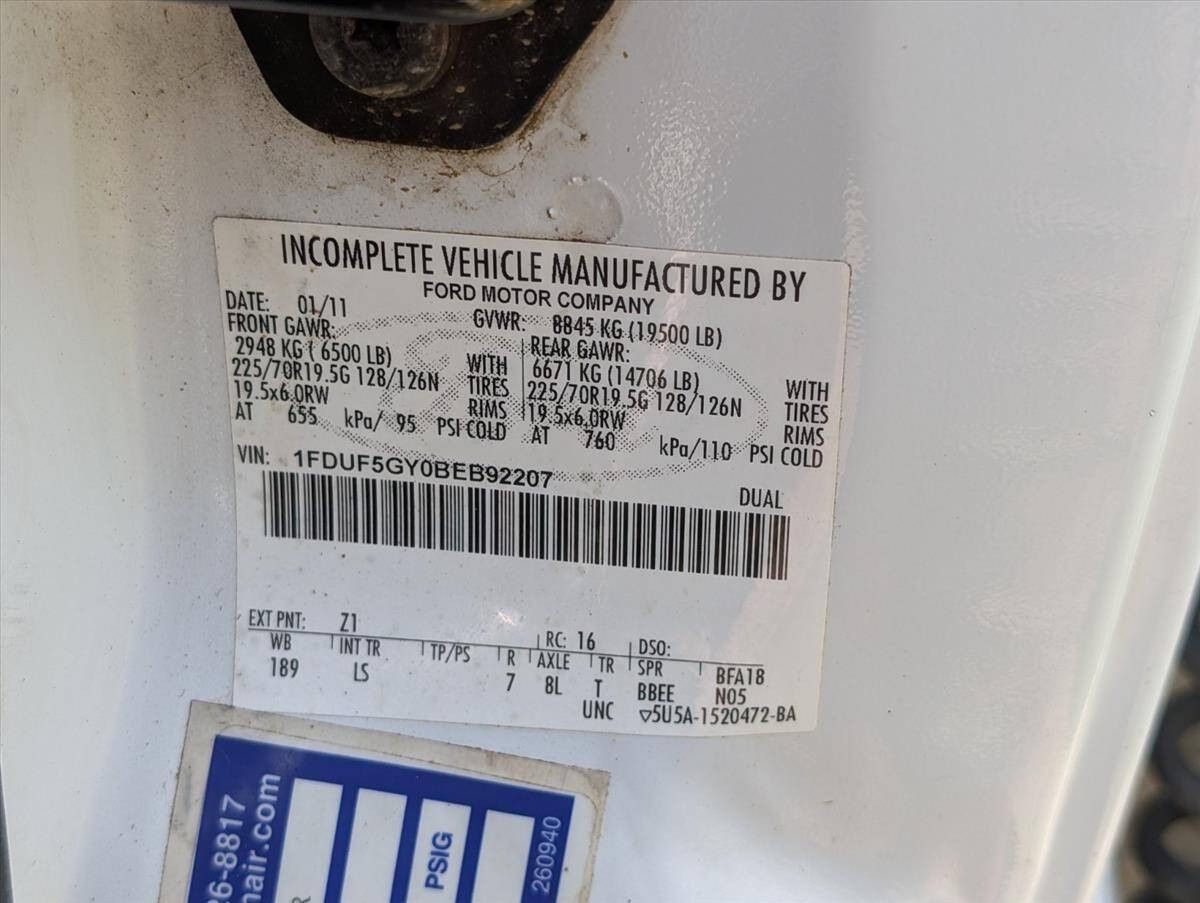 INCOMPLETE VEHICLE MANUFACTURED BY
FORD MOTOR COMPANY
DATE: 01/11 GVWR: 8845 KG (19500 LB)
FRONT GAWR: REAR GAWR:
2948 KG ( 6500 LB) WITH 6671 KG (14706 LB) WITH
225/70R19.5G 128/126N TIRES 225/70R19.5G 128/126N TIRES
19.5x6.0RW RIMS 19.5x6.0RW RIMS
AT 655 kPa/ 95 PSI COLD AT 760 kPa/110 PSI COLD
VIN: 1FDUF5GY0BEB92207
DUAL
EXT PNT: Z1 RC: 16 DSO:
WB INT TR TP/PS R AXLE TR SPR BFA18
189 LS 7 8L T BBEE N05
UNC ▽5U5A-1520472-BA
26-8817
hair.com
PSIG
260940